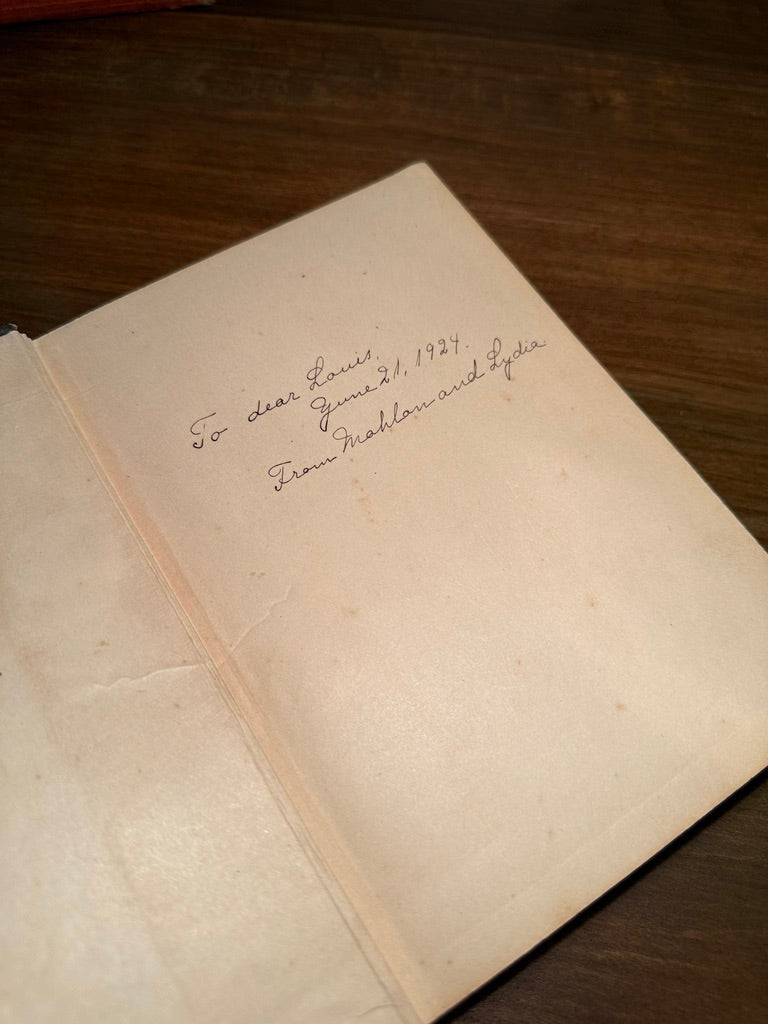 To dear Louis.
June 21, 1924.
From Mahlon and Lydia